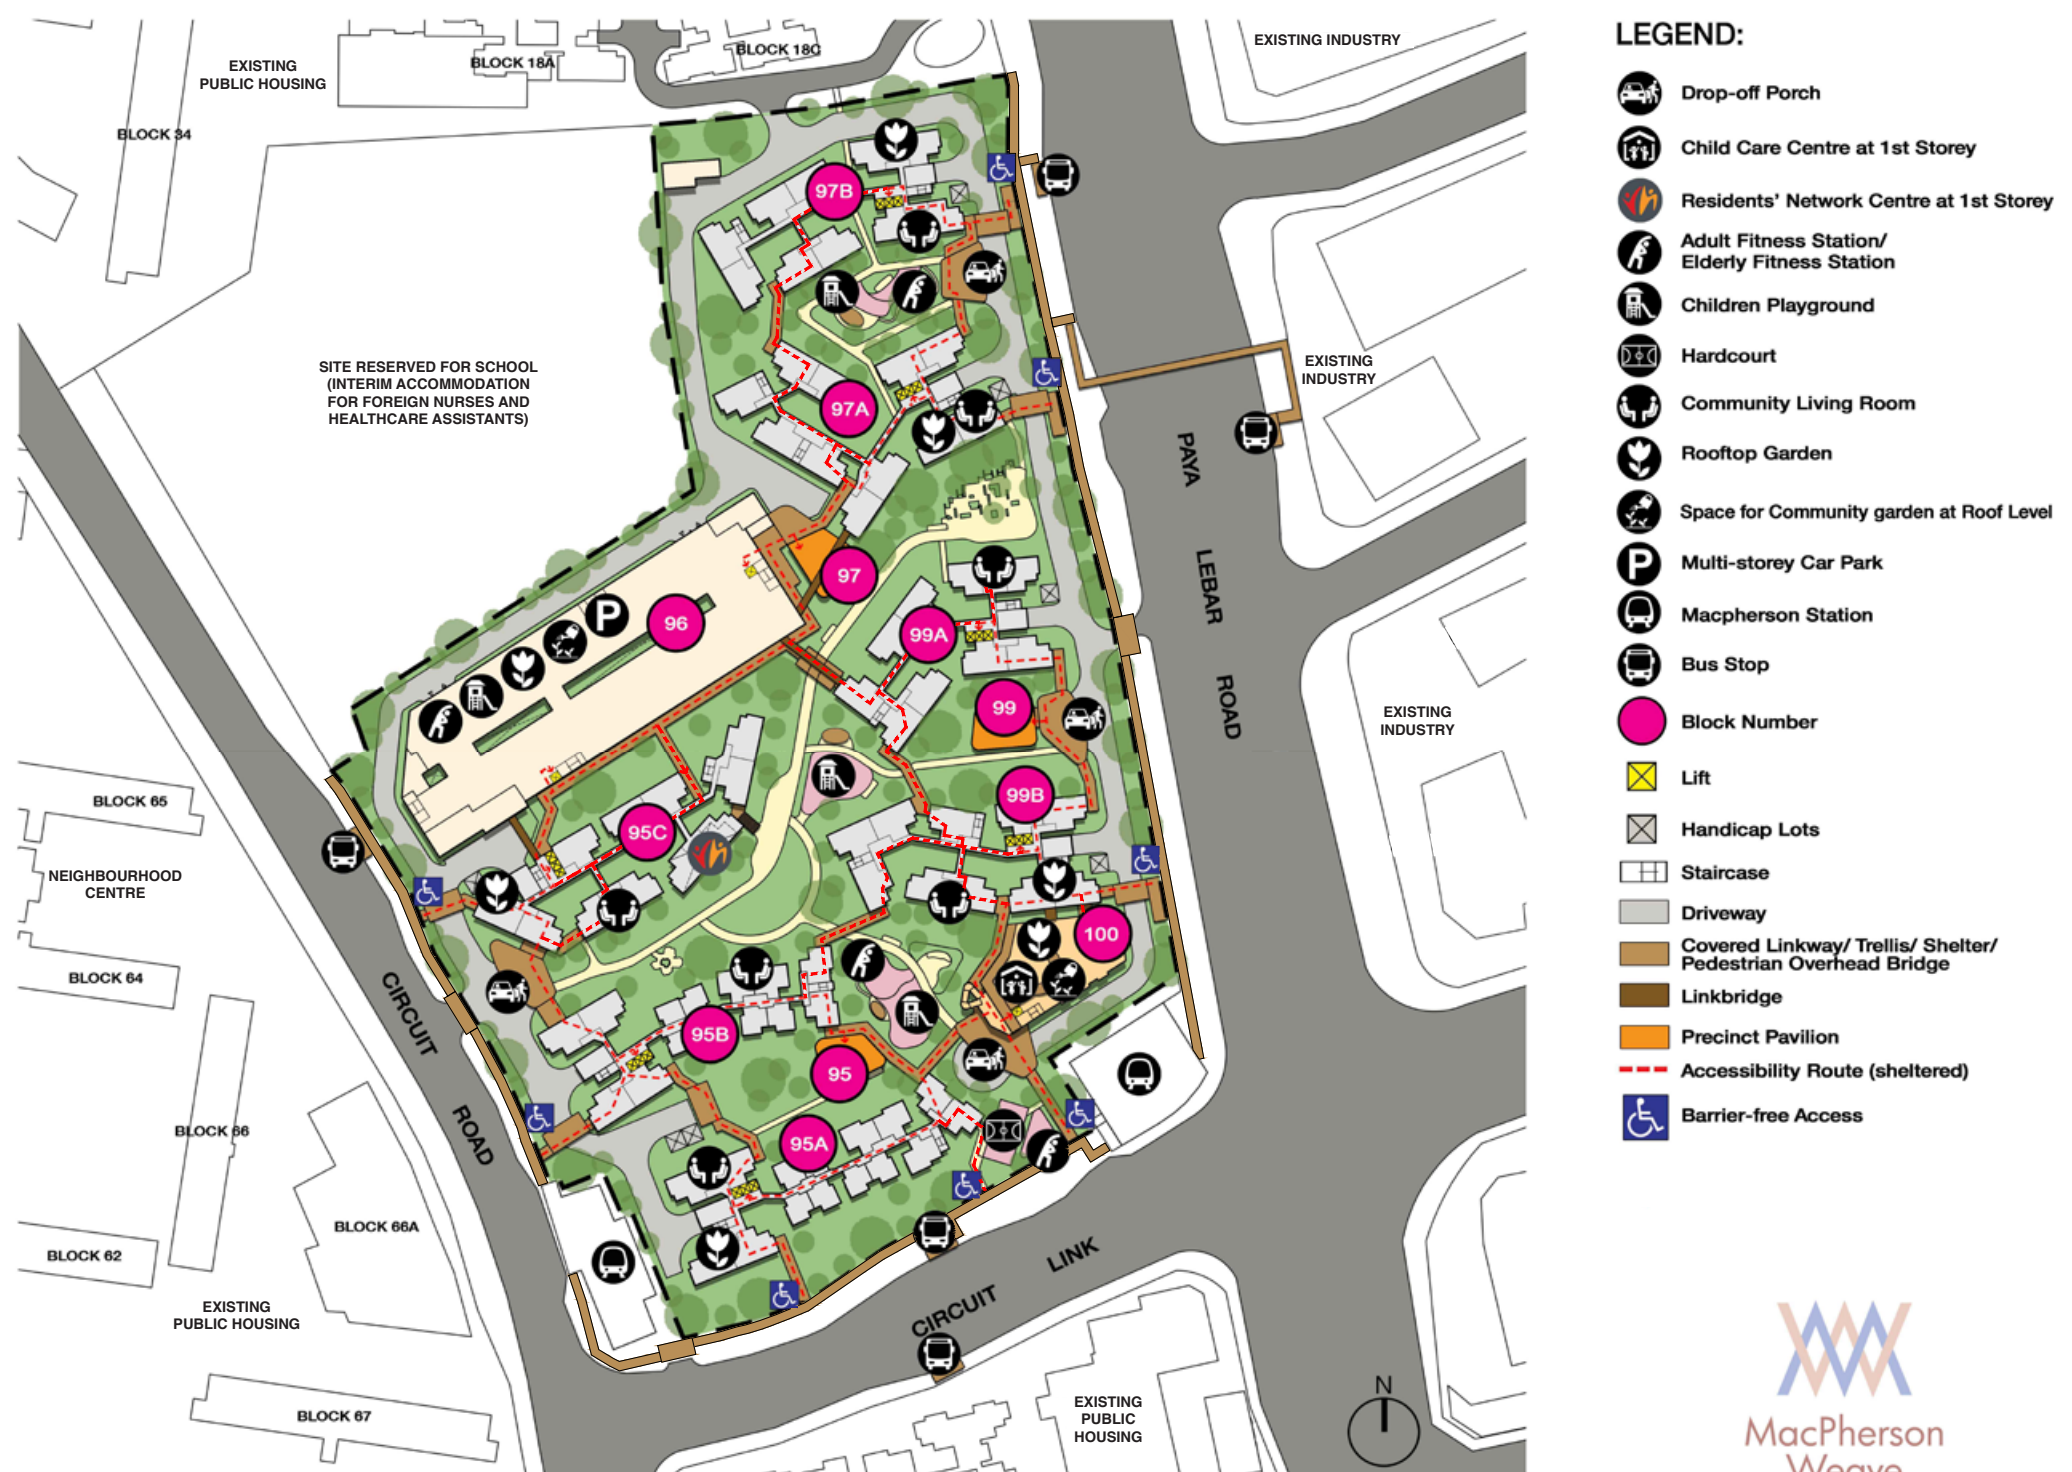 LEGEND:
EXISTING INDUSTRY
BLOCK 18C
BLOCK 18A
EXISTING
PUBLIC HOUSING
BLOCK 34
Drop-off Porch
Child Care Centre at 1st Storey
Residents' Network Centre at 1st Storey
Adult Fitness Station/
Elderly Fitness Station
Children Playground
Hardcourt
Community Living Room
Rooftop Garden
Space for Community garden at Roof Level
P
Multi-storey Car Park
Macpherson Station
Bus Stop
Block Number
Lift
Handicap Lots
Staircase
Driveway
Covered Linkway/ Trellis/ Shelter/
Pedestrian Overhead Bridge
Linkbridge
Precinct Pavilion
Accessibility Route (sheltered)
Barrier-free Access
97B
SITE RESERVED FOR SCHOOL
(INTERIM ACCOMMODATION
FOR FOREIGN NURSES AND
HEALTHCARE ASSISTANTS)
EXISTING
INDUSTRY
97A
PAYA
LEBAR
ROAD
97
P
96
99A
99
EXISTING
INDUSTRY
99B
BLOCK 65
95C
NEIGHBOURHOOD
CENTRE
100
BLOCK 64
CIRCUIT
ROAD
95B
95
BLOCK 66
95A
BLOCK 66A
BLOCK 62
LINK
CIRCUIT
EXISTING
PUBLIC HOUSING
BLOCK 67
EXISTING
PUBLIC
HOUSING
N
MacPherson
Weave